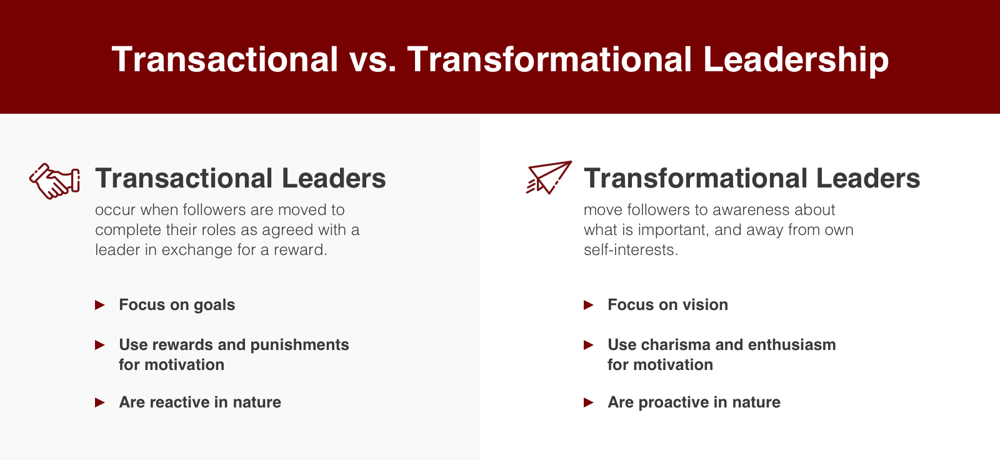 Transactional vs. Transformational Leadership
Transactional Leaders
occur when followers are moved to
complete their roles as agreed with a
leader in exchange for a reward.
Focus on goals
Use rewards and punishments
for motivation
Are reactive in nature
Transformational Leaders
move followers to awareness about
what is important, and away from own
self-interests.
Focus on vision
Use charisma and enthusiasm
for motivation
Are proactive in nature